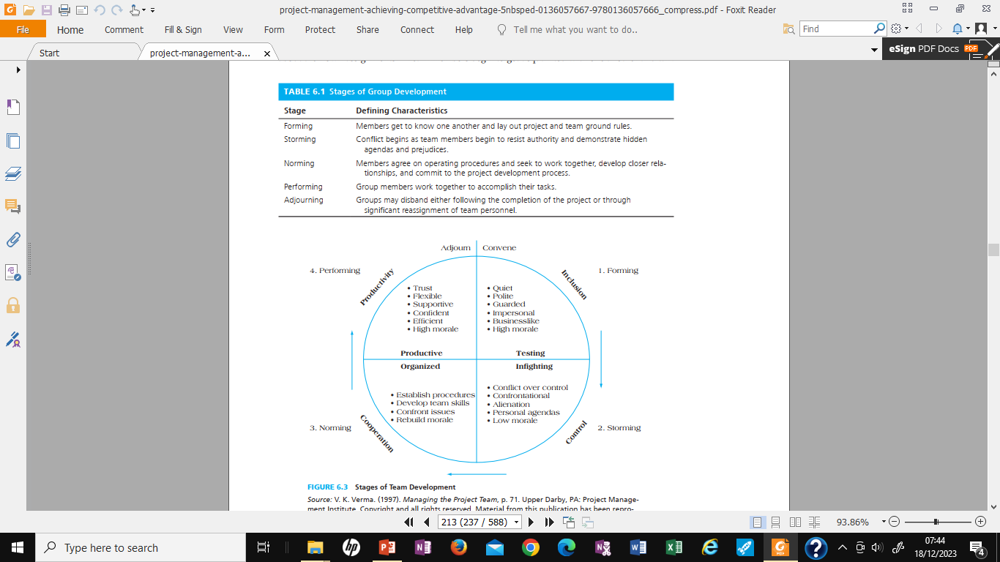 project-management-achieving-competitive-advantage-5nbsped-0136057667-9780136057666_compress.pdf - Foxit Reader
File Home Comment Fill & Sign View Form Protect Share Connect Help Tell me what you want to do.. Find
Start project-management-a... eSign PDF Docs PDF
TABLE 6.1 Stages of Group Development
Stage Defining Characteristics
Forming Members get to know one another and lay out project and team ground rules.
Storming Conflict begins as team members begin to resist authority and demonstrate hidden
agendas and prejudices.
Norming Members agree on operating procedures and seek to work together, develop closer rela-
tionships, and commit to the project development process.
Performing Group members work together to accomplish their tasks.
Adjourning Groups may disband either following the completion of the project or through
significant reassignment of team personnel.
Adjourn Convene
4. Performing
Productivity
• Trust
• Flexible
• Supportive
• Confident
• Efficient
• High morale
Productive
1. Forming
Inclusion
• Quiet
• Polite
• Guarded
• Impersonal
• Businesslike
• High morale
Testing
Organized
• Establish procedures
• Develop team skills
• Confront issues
• Rebuild morale
3. Norming
Cooperation
Infighting
• Conflict over control
• Confrontational
• Alienation
• Personal agendas
• Low morale
2. Storming
Control
FIGURE 6.3 Stages of Team Development
Source: V. K. Verma. (1997). Managing the Project Team, p. 71. Upper Darby, PA: Project Manage-
ment Institute. Copyright and all rights reserved. Material from this publication has been repro-
213 (237 / 588) 93.86%
Type here to search
07:44
18/12/2023
4